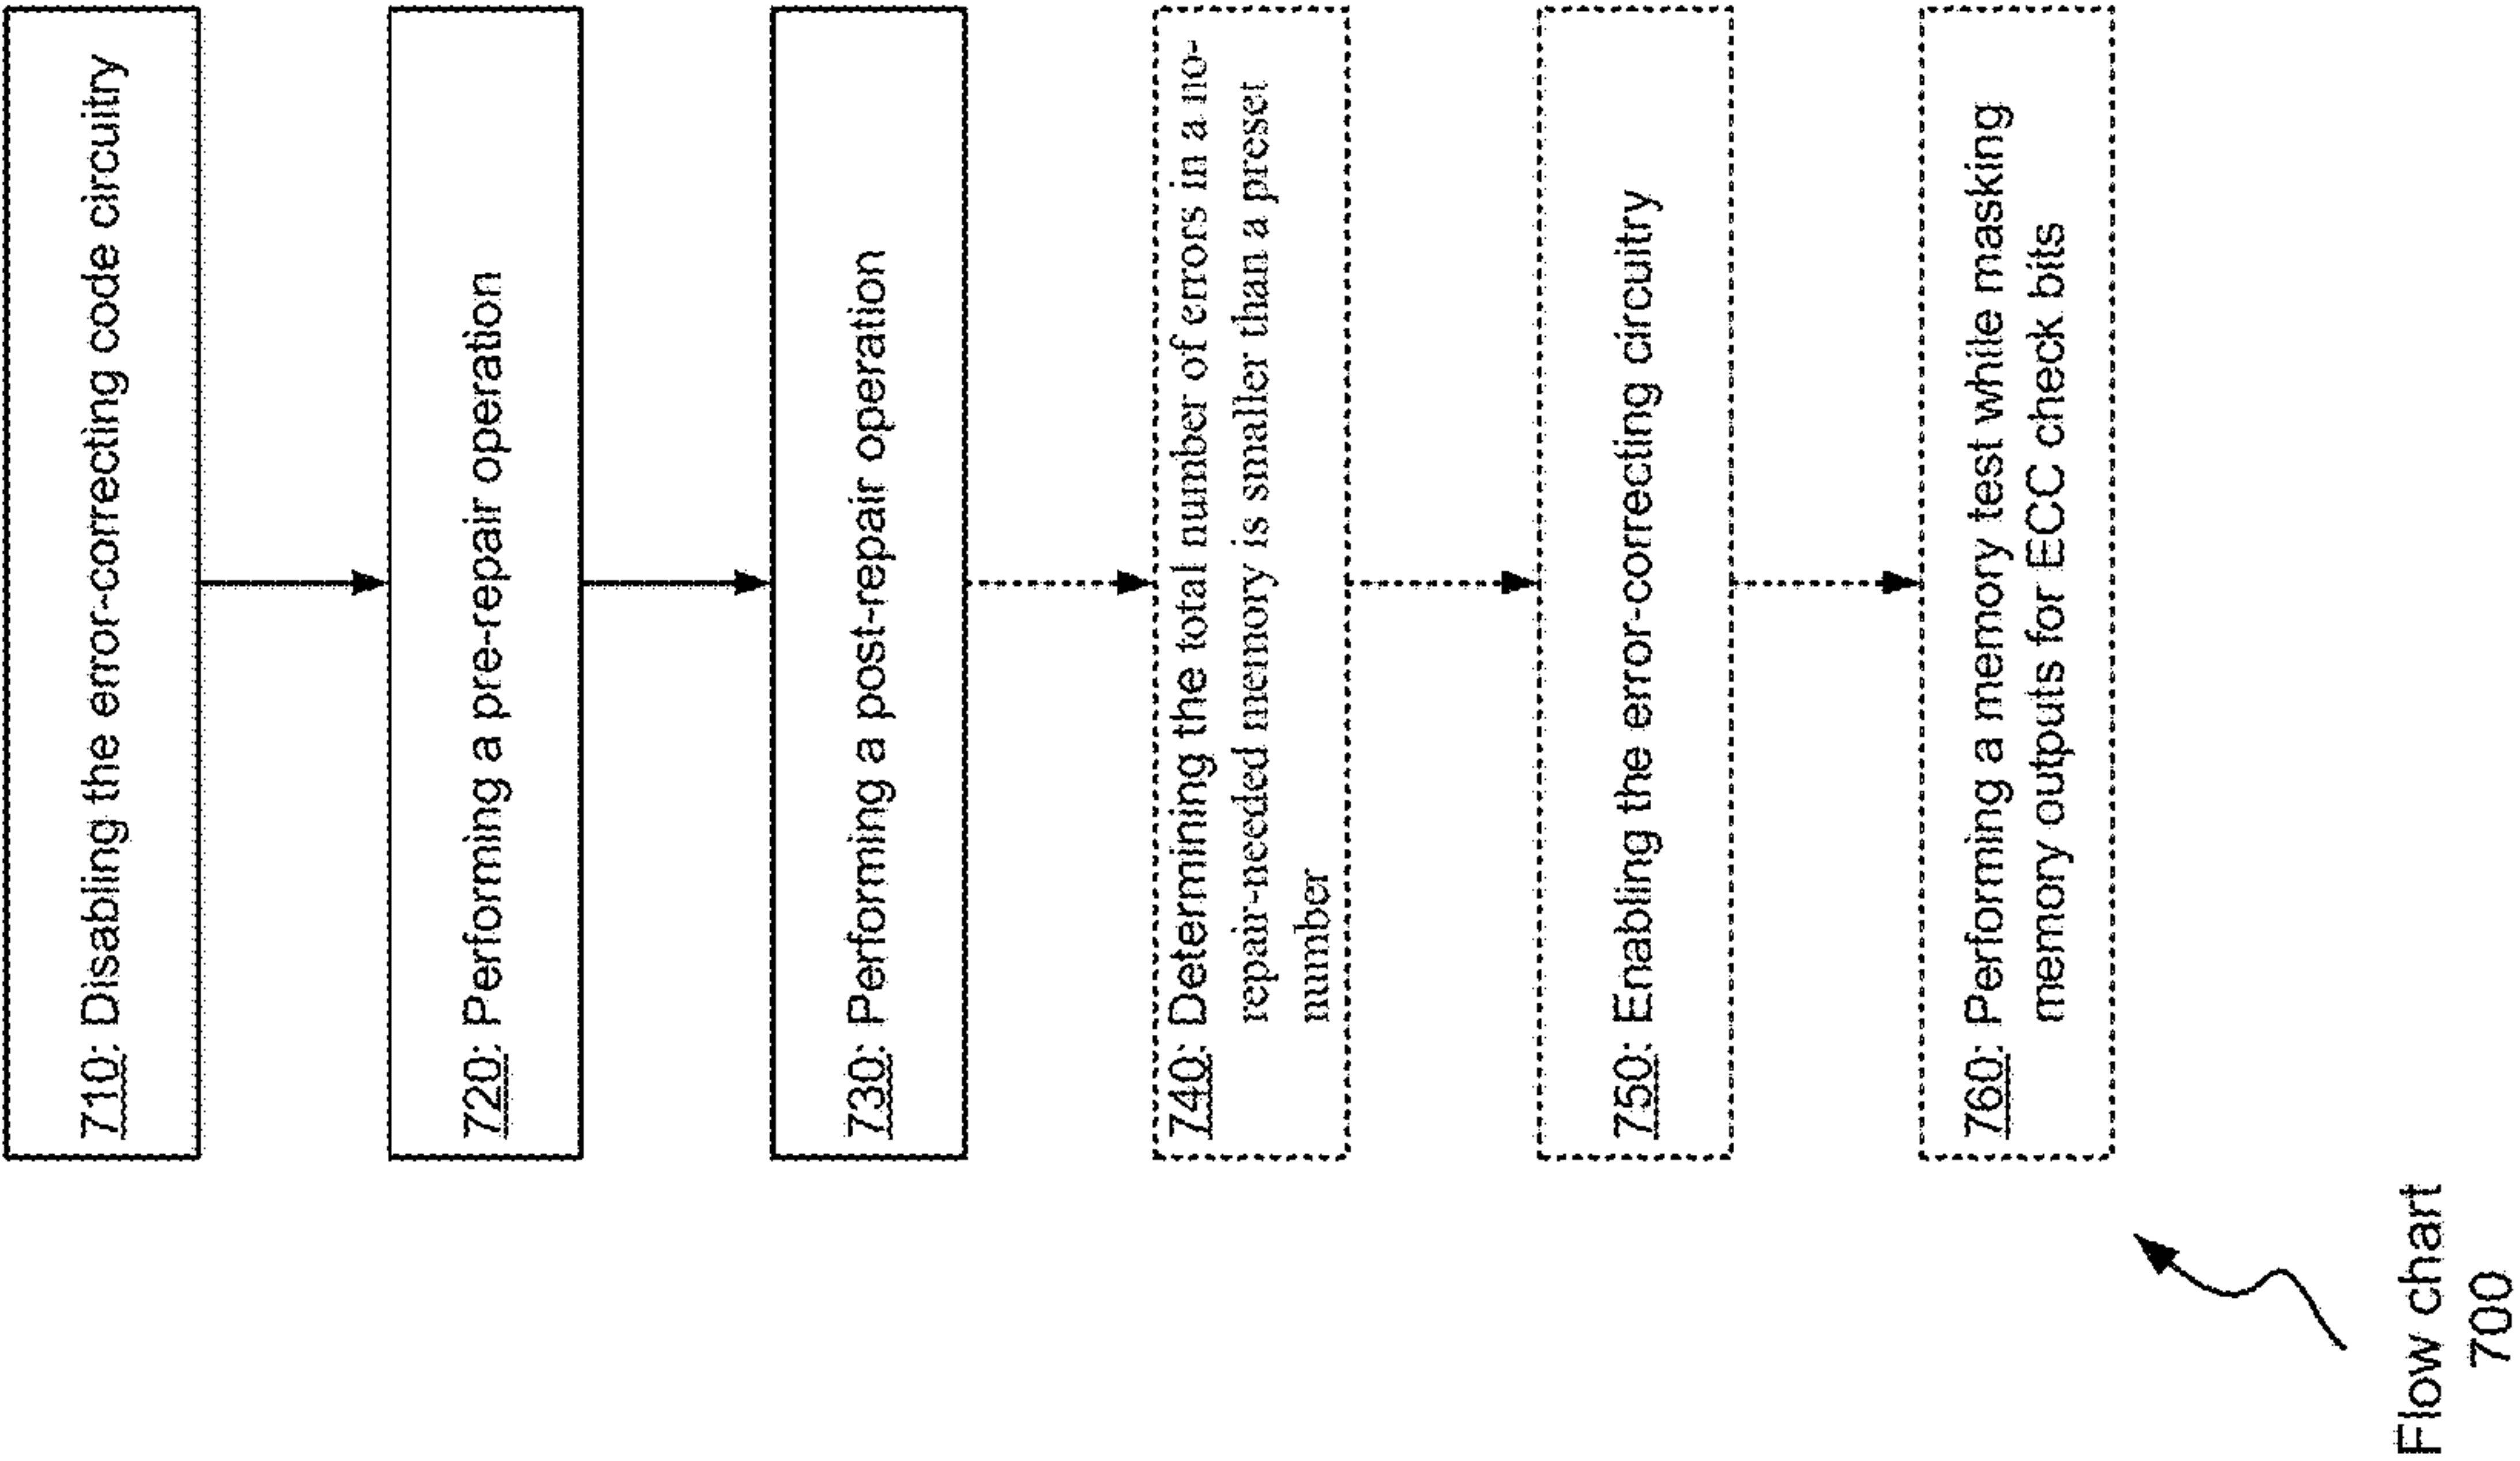 710: Disabling the error-correcting code circuitry
720: Performing a pre-repair operation
730: Performing a post-repair operation
740: Determining the total number of errors in a no-
repair-needed memory is smaller than a preset
number
750: Enabling the error-correcting circuitry
760: Performing a memory test while masking
memory outputs for ECC check bits
Flow chart
700